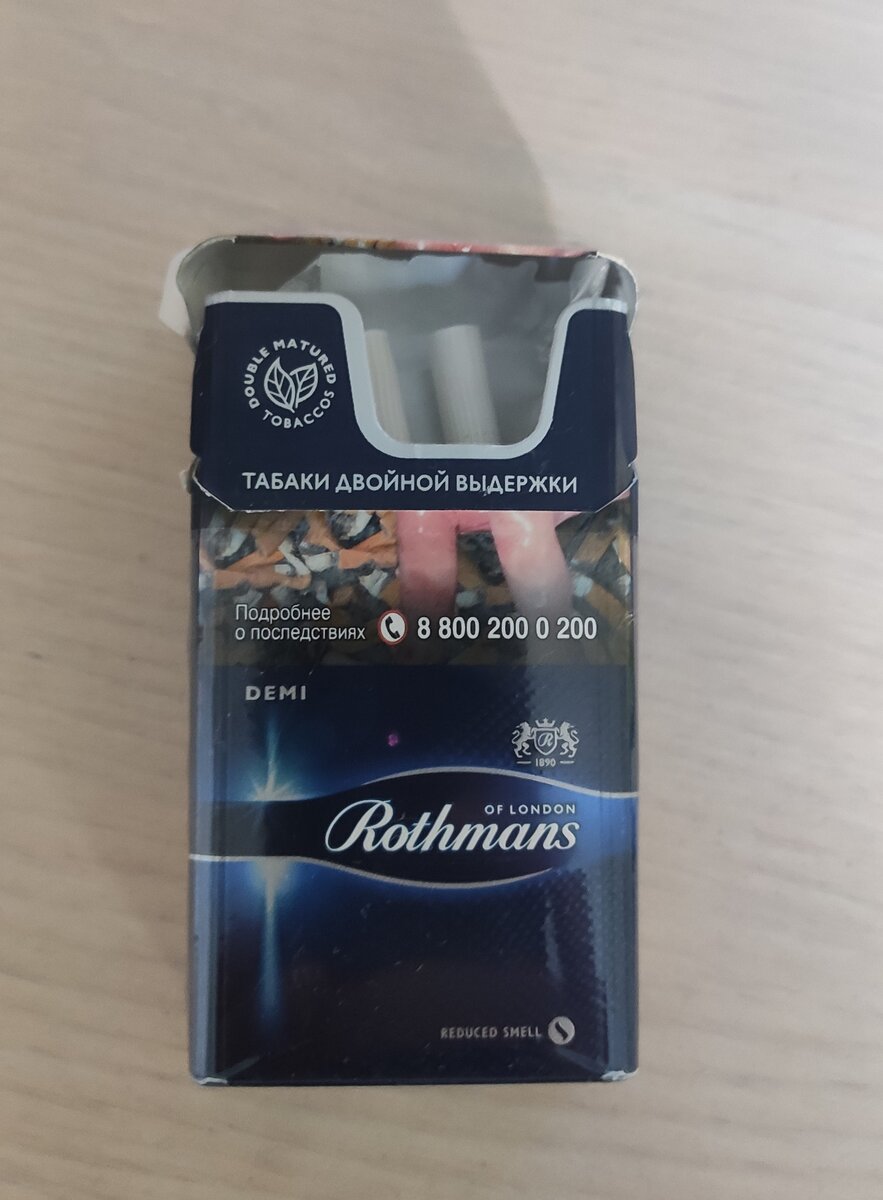 DOUBLE MATURED TOBACCOS
ТАБАКИ ДВОЙНОЙ ВЫДЕРЖКИ
Подробнее
о последствиях 8 800 200 0 200
DEMI
R
1890
OF LONDON
Rothmans
REDUCED SMELL